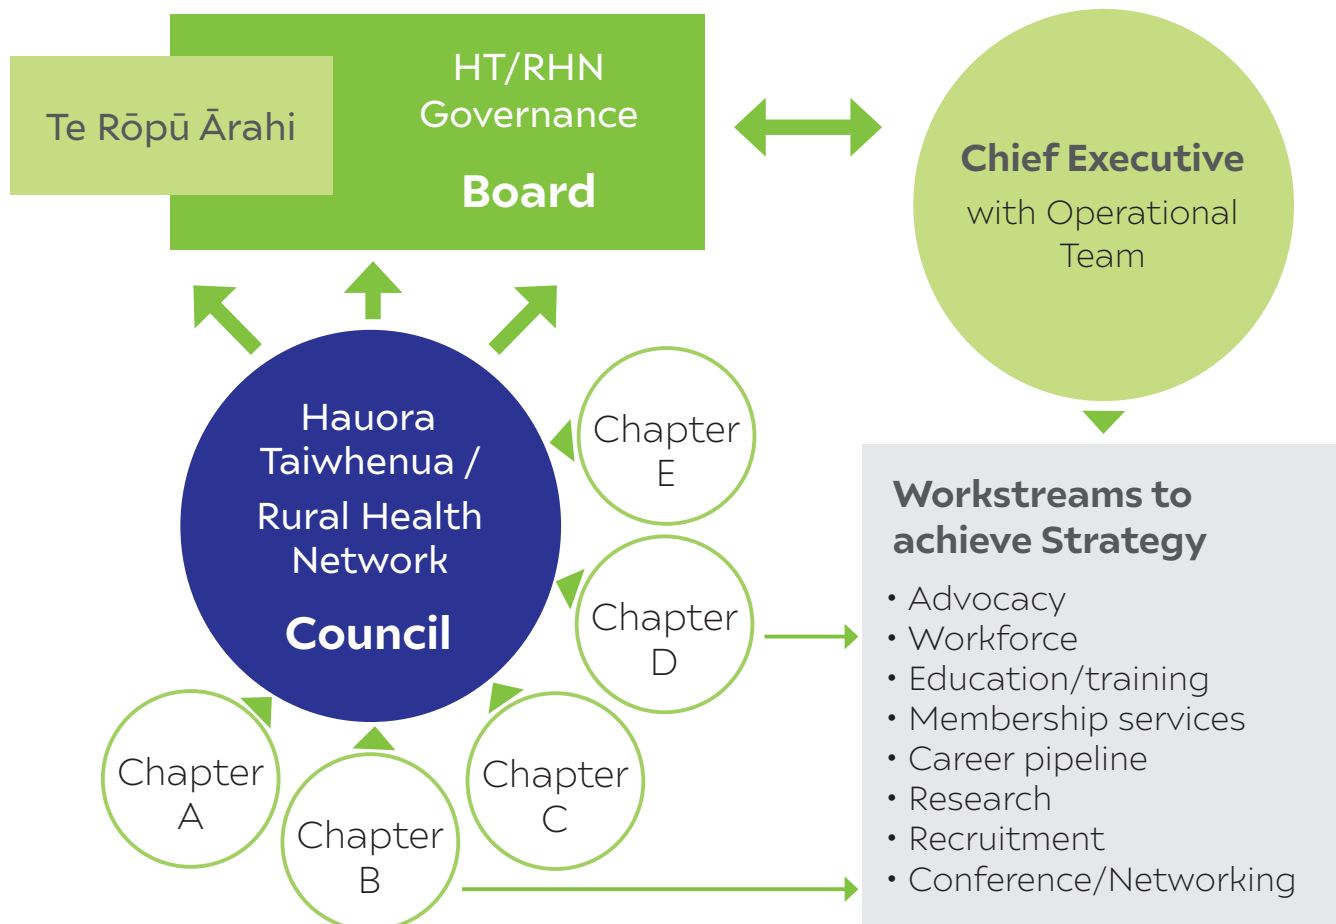 Te Rōpū Ārahi
HT/RHN
Governance
Board
Chief Executive
with Operational
Team
Hauora
Taiwhenua /
Rural Health
Network
Council
Chapter
E
Chapter
D
Chapter
C
Chapter
B
Chapter
A
Workstreams to
achieve Strategy
• Advocacy
• Workforce
• Education/training
• Membership services
• Career pipeline
• Research
• Recruitment
• Conference/Networking